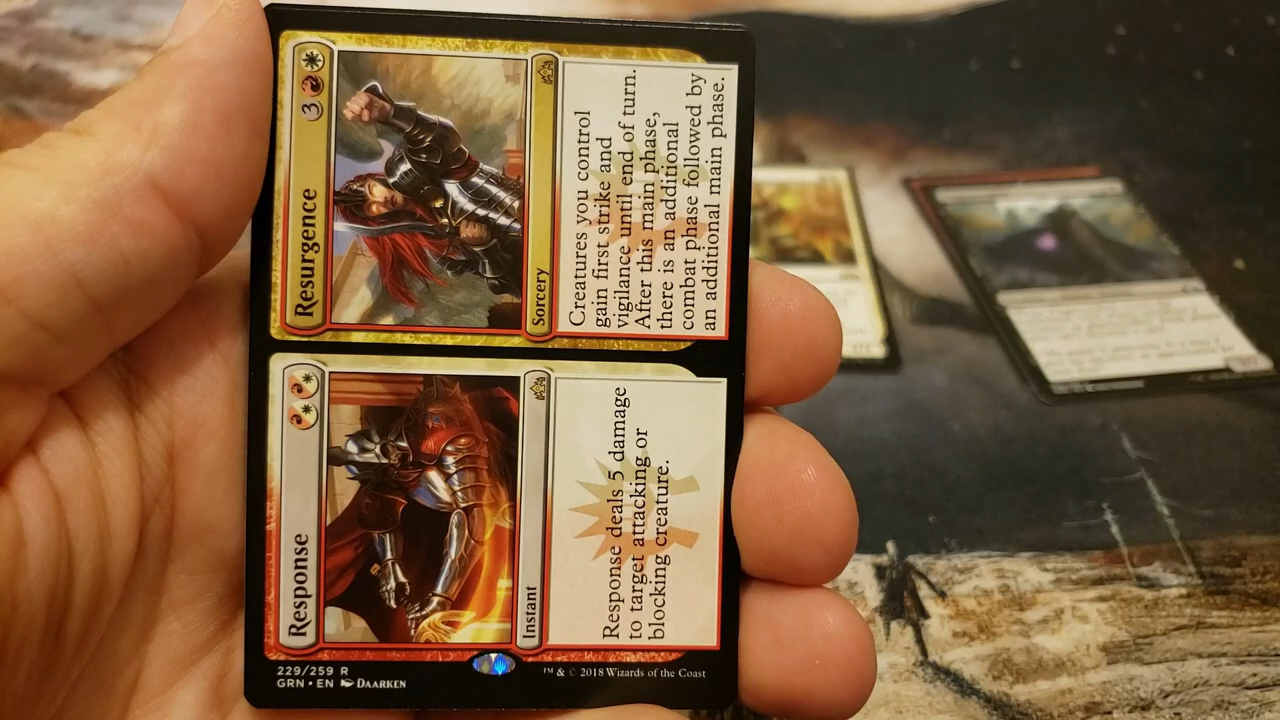 Response
Instant
Response deals 5 damage
to target attacking or
blocking creature.
229/259 R
GRN • EN DAARKEN
™ & © 2018 Wizards of the Coast
Resurgence
3
Sorcery
Creatures you control
gain first strike and
vigilance until end of turn.
After this main phase,
there is an additional
combat phase followed by
an additional main phase.